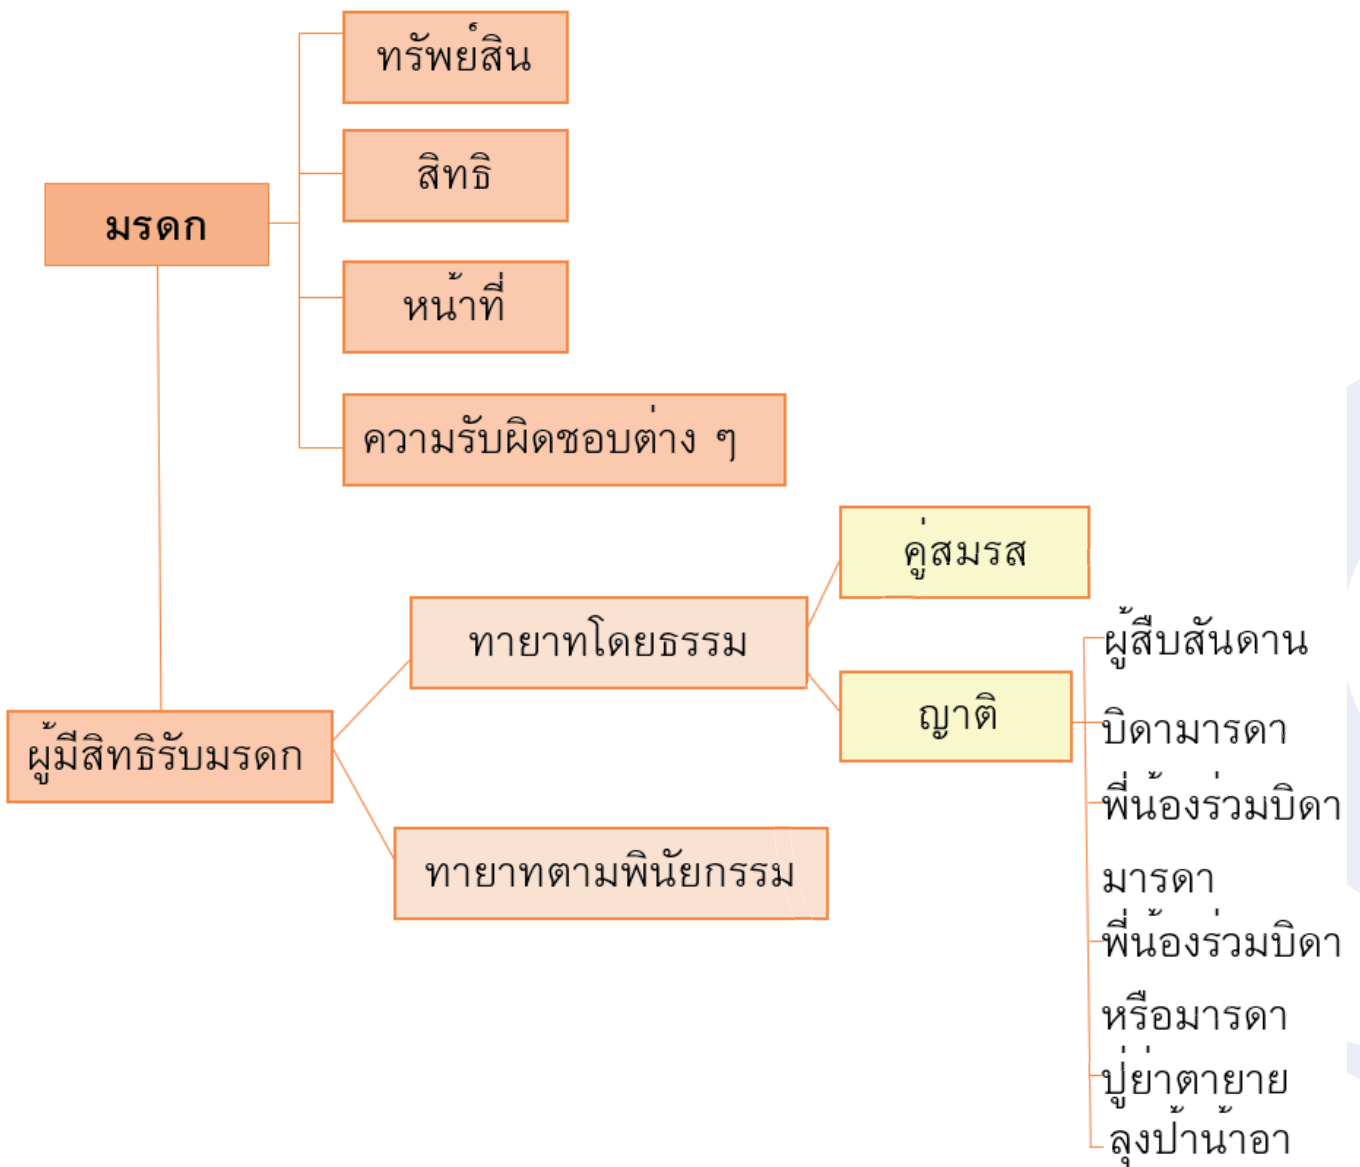 ทรัพย์สิน
สิทธิ
มรดก
หน้าที่
ความรับผิดชอบต่าง ๆ
คู่สมรส
ทายาทโดยธรรม
ผู้สืบสันดาน
ญาติ
บิดามารดา
ผู้มีสิทธิรับมรดก
พี่น้องร่วมบิดา
มารดา
ทายาทตามพินัยกรรม
พี่น้องร่วมบิดา
หรือมารดา
ปู่ย่าตายาย
ลุงป้าน้าอา